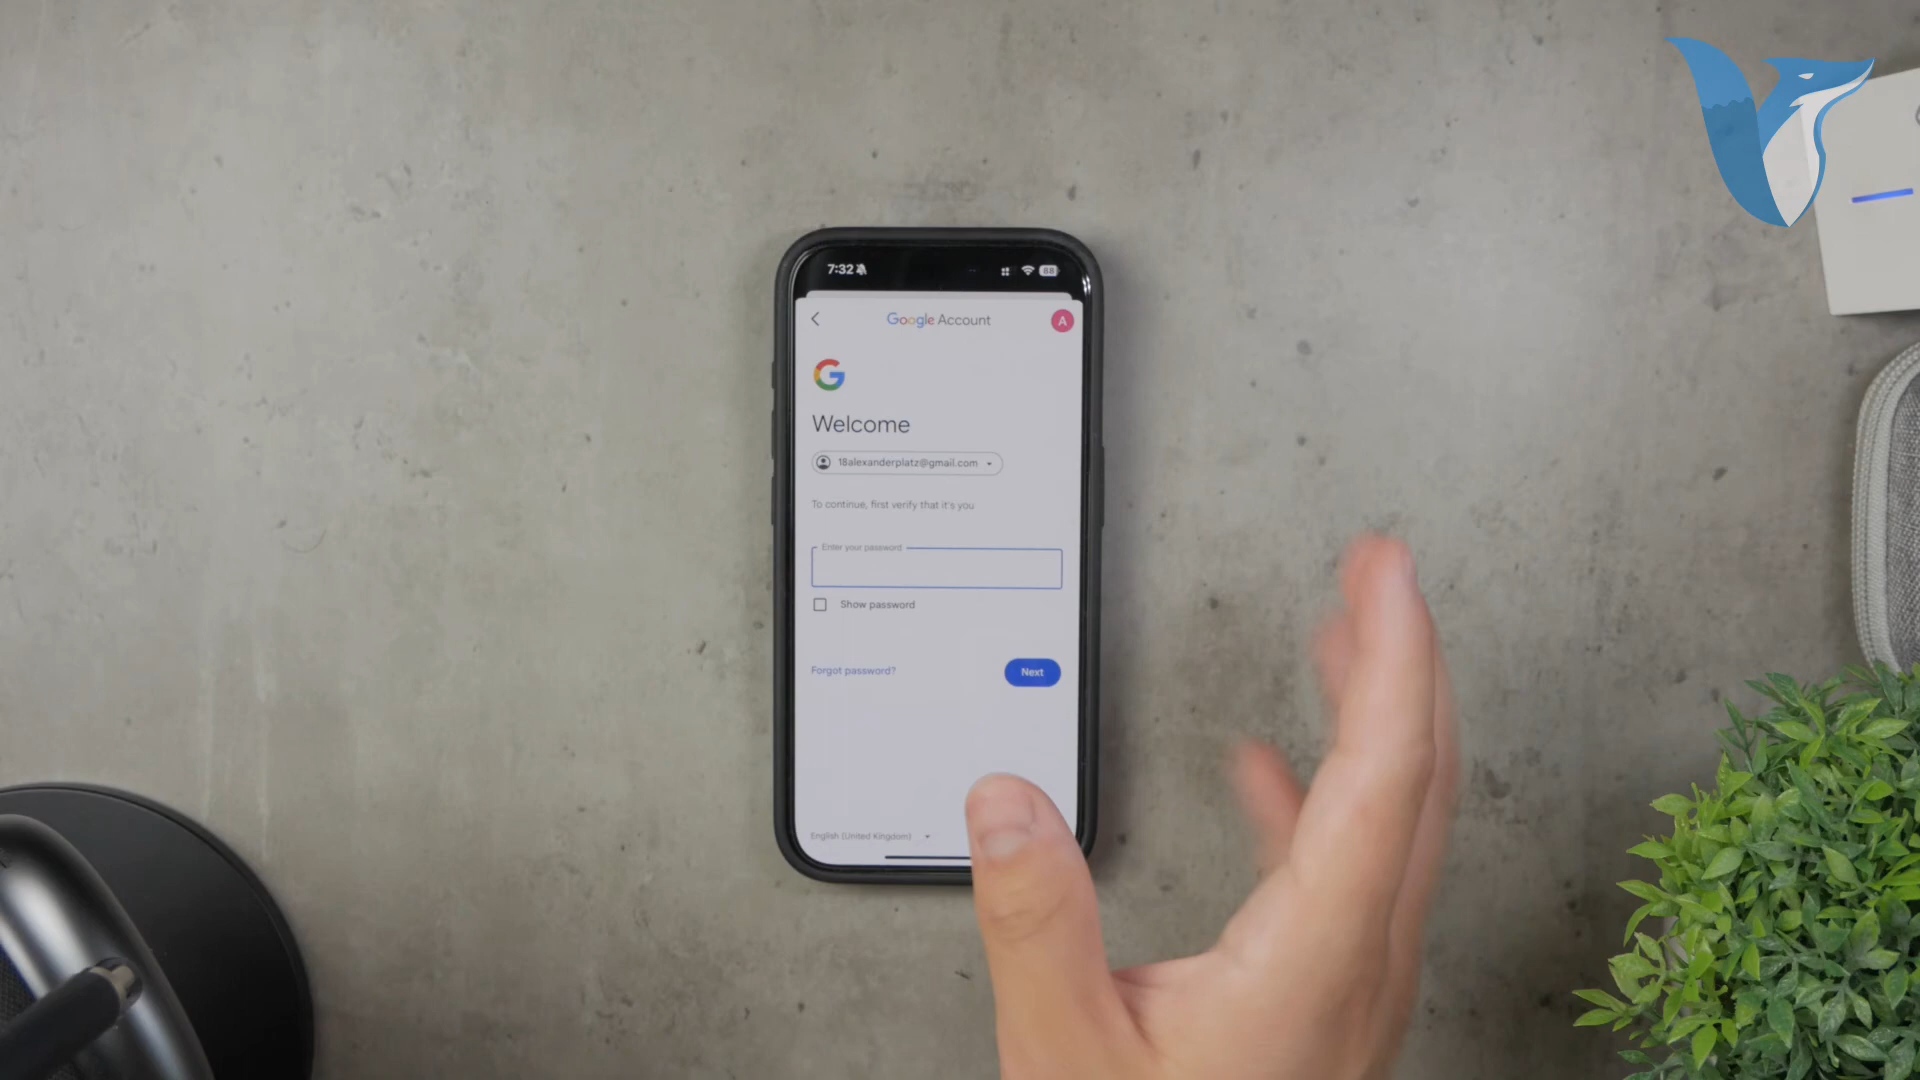 7:32
88
Google Account
A
G
Welcome
18alexanderplatz@gmail.com
To continue, first verify that it's you
Enter your password
Show password
Forgot password?
Next
English (United Kingdom)